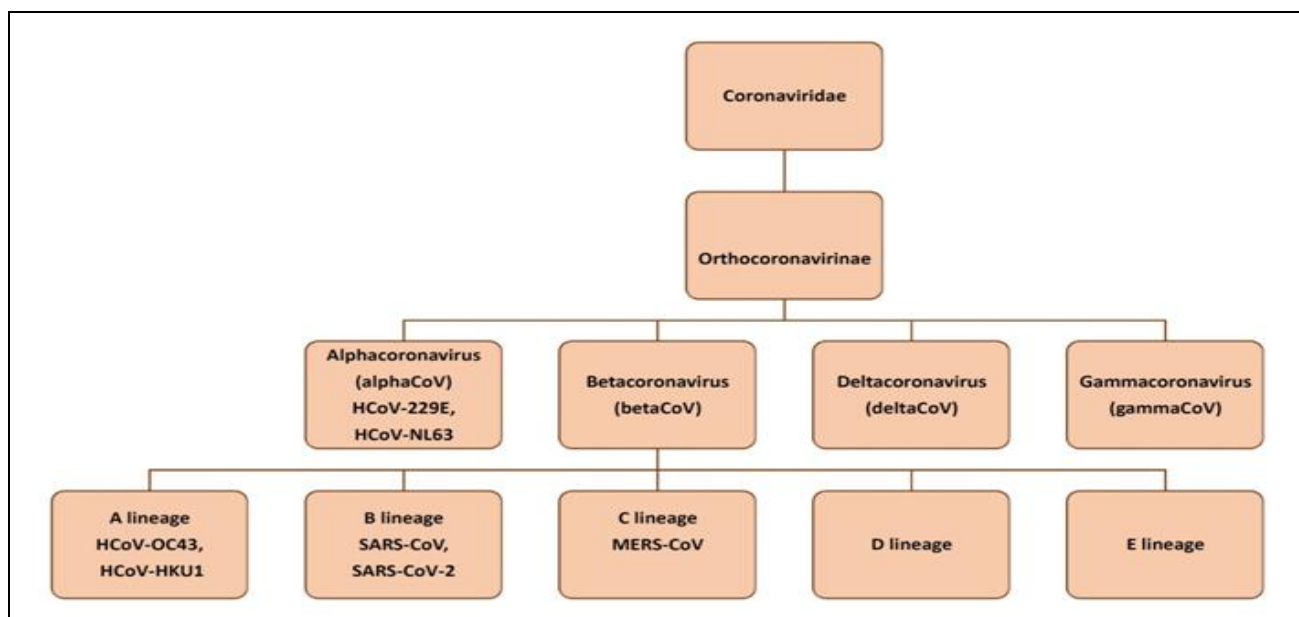 Coronaviridae
Orthocoronavirinae
Alphacoronavirus
(alphaCoV)
HCoV-229E,
HCoV-NL63
Betacoronavirus
(betaCoV)
Deltacoronavirus
(deltaCoV)
Gammacoronavirus
(gammaCoV)
A lineage
HCoV-OC43,
HCoV-HKU1
B lineage
SARS-CoV,
SARS-CoV-2
C lineage
MERS-CoV
D lineage
E lineage